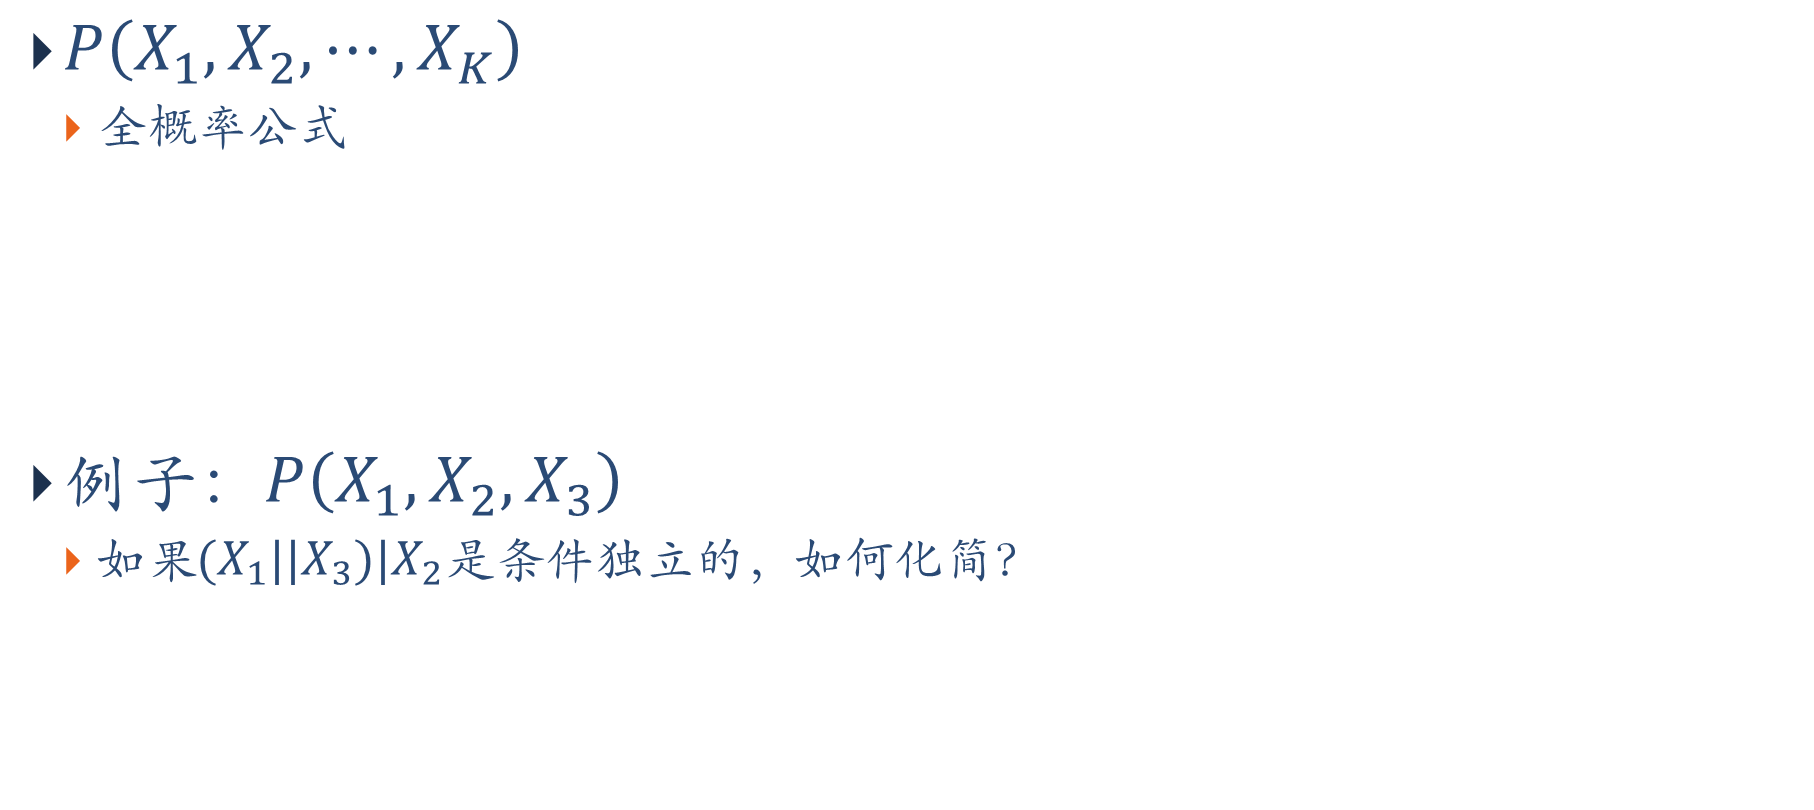 P(X₁, X₂, ⋯, X_K)
全概率公式
例子：P(X₁, X₂, X₃)
如果(X₁||X₃)|X₂是条件独立的，如何化简？